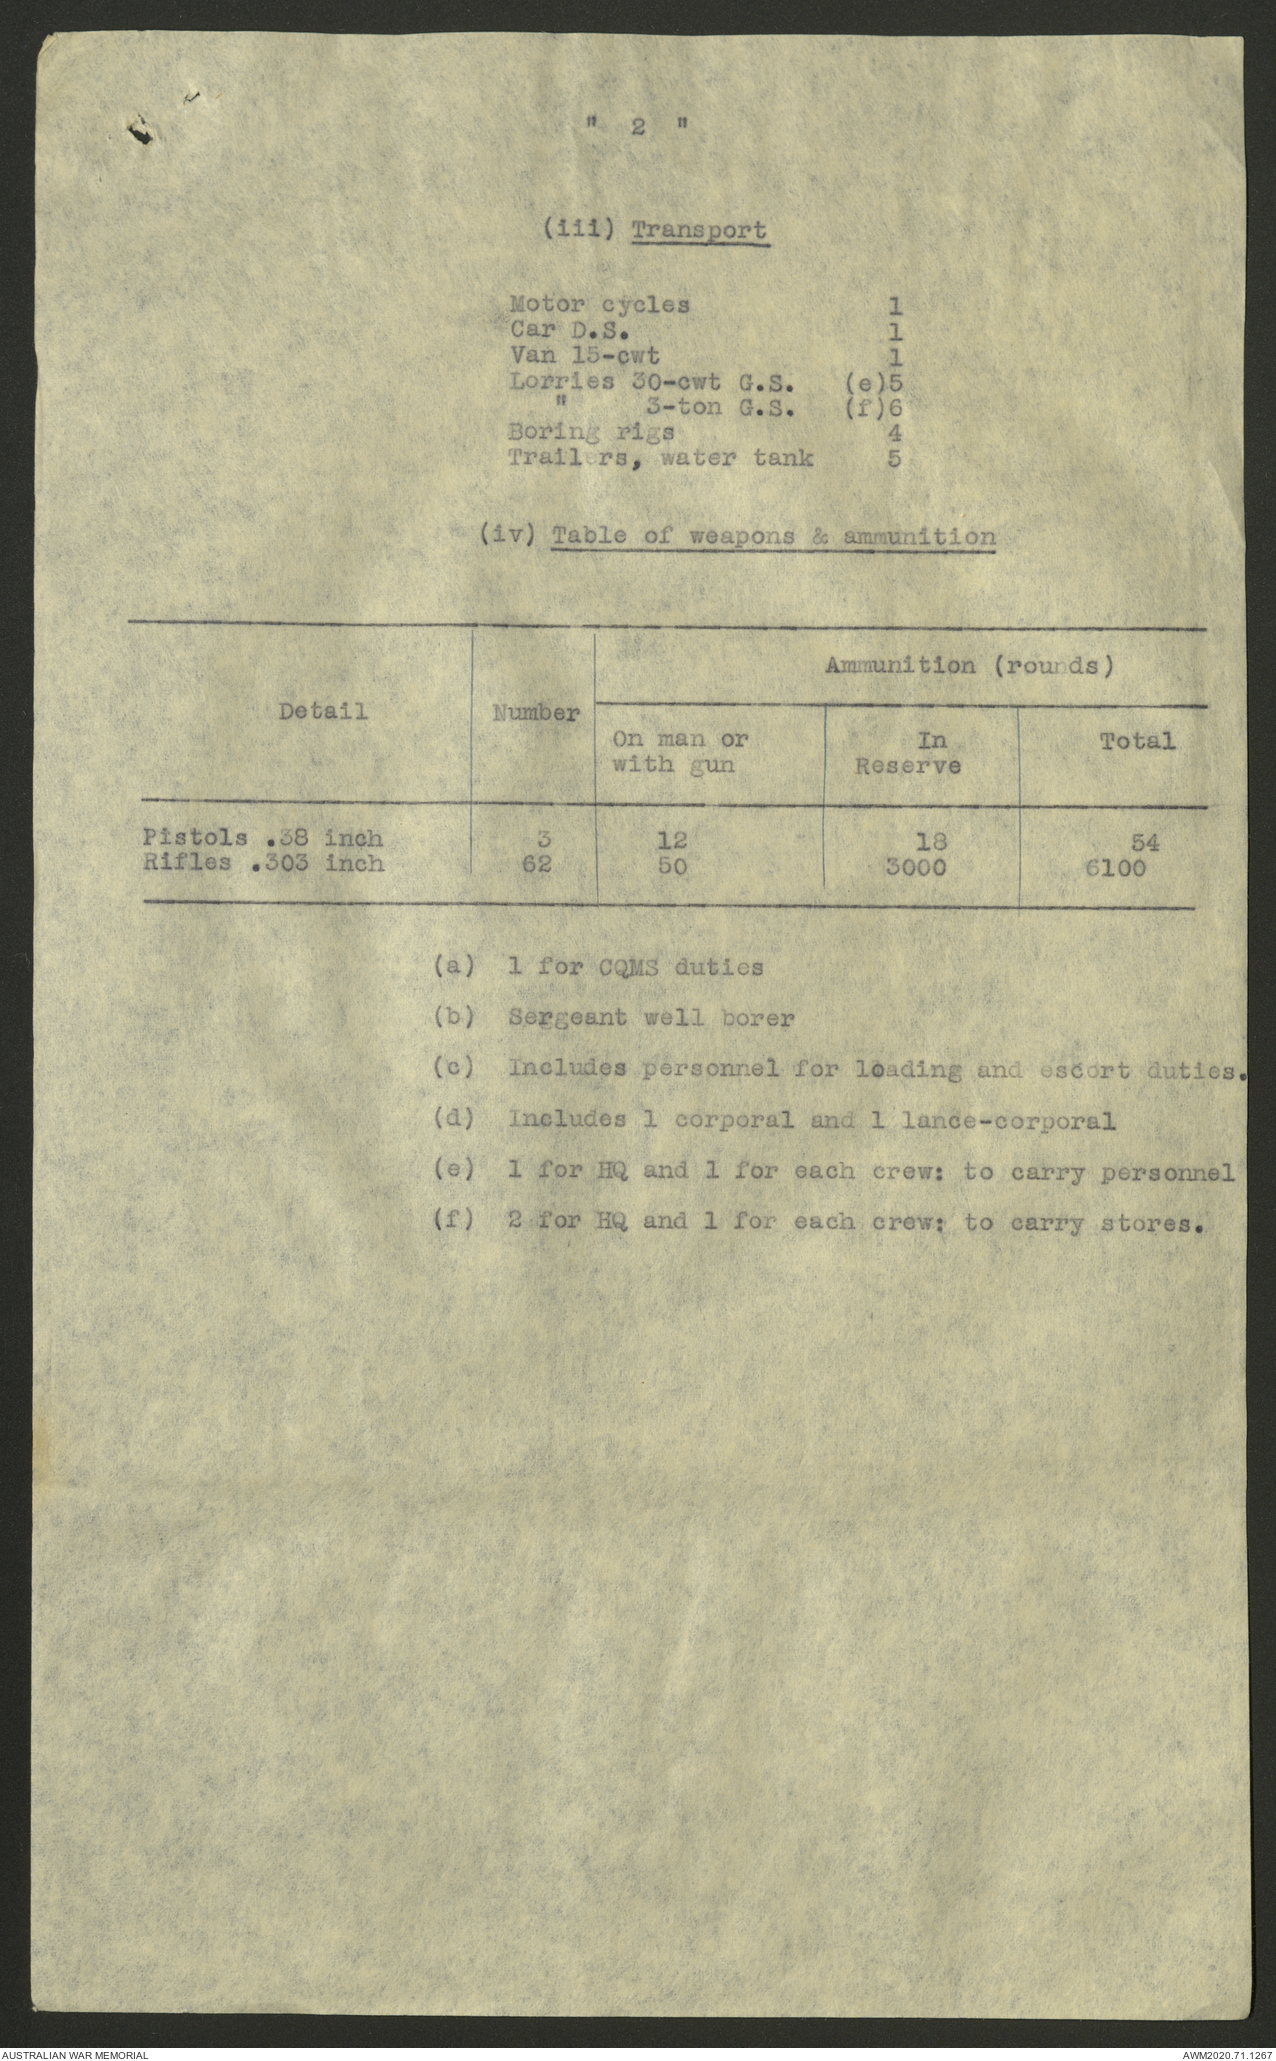 " 2 "
(iii) Transport
Motor cycles 1
Car D.S. 1
Van 15-cwt 1
Lorries 30-cwt G.S. (e)5
" 3-ton G.S. (f)6
Boring rigs 4
Trailers, water tank 5
(iv) Table of weapons & ammunition
Ammunition (rounds)
Detail Number
On man or In Total
with gun Reserve
Pistols .38 inch 3 12 18 54
Rifles .303 inch 62 50 3000 6100
(a) 1 for CQMS duties
(b) Sergeant well borer
(c) Includes personnel for loading and escort duties.
(d) Includes 1 corporal and 1 lance-corporal
(e) 1 for HQ and 1 for each crew: to carry personnel
(f) 2 for HQ and 1 for each crew: to carry stores.
AUSTRALIAN WAR MEMORIAL AWM2020.71.1267